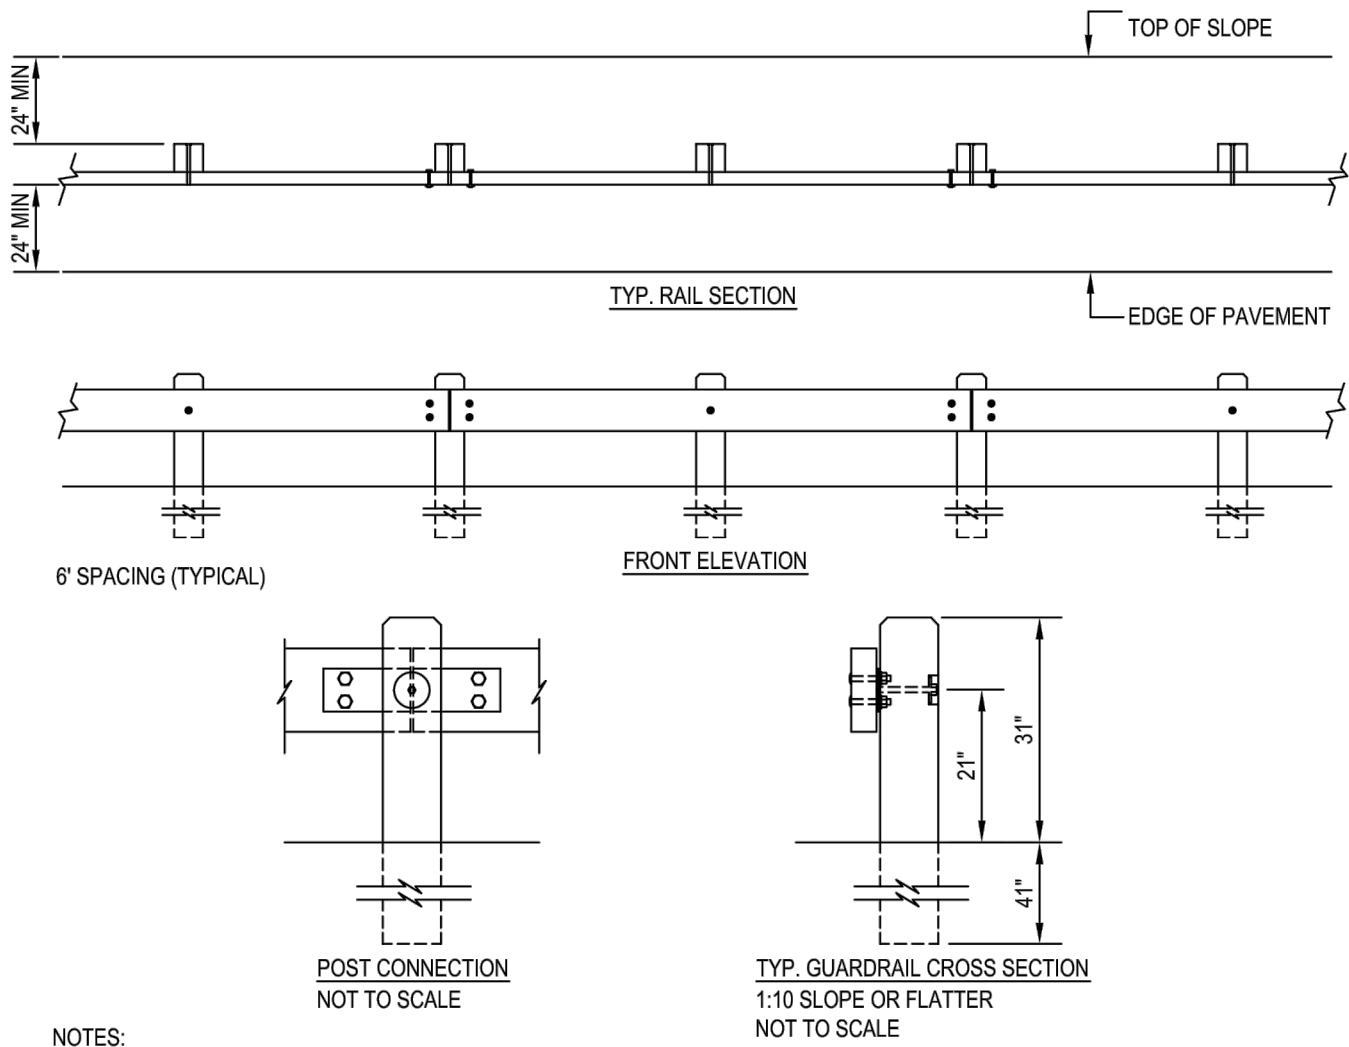 TOP OF SLOPE
24" MIN
24" MIN
TYP. RAIL SECTION
EDGE OF PAVEMENT
FRONT ELEVATION
6' SPACING (TYPICAL)
31"
21"
41"
POST CONNECTION
NOT TO SCALE
TYP. GUARDRAIL CROSS SECTION
1:10 SLOPE OR FLATTER
NOT TO SCALE
NOTES: